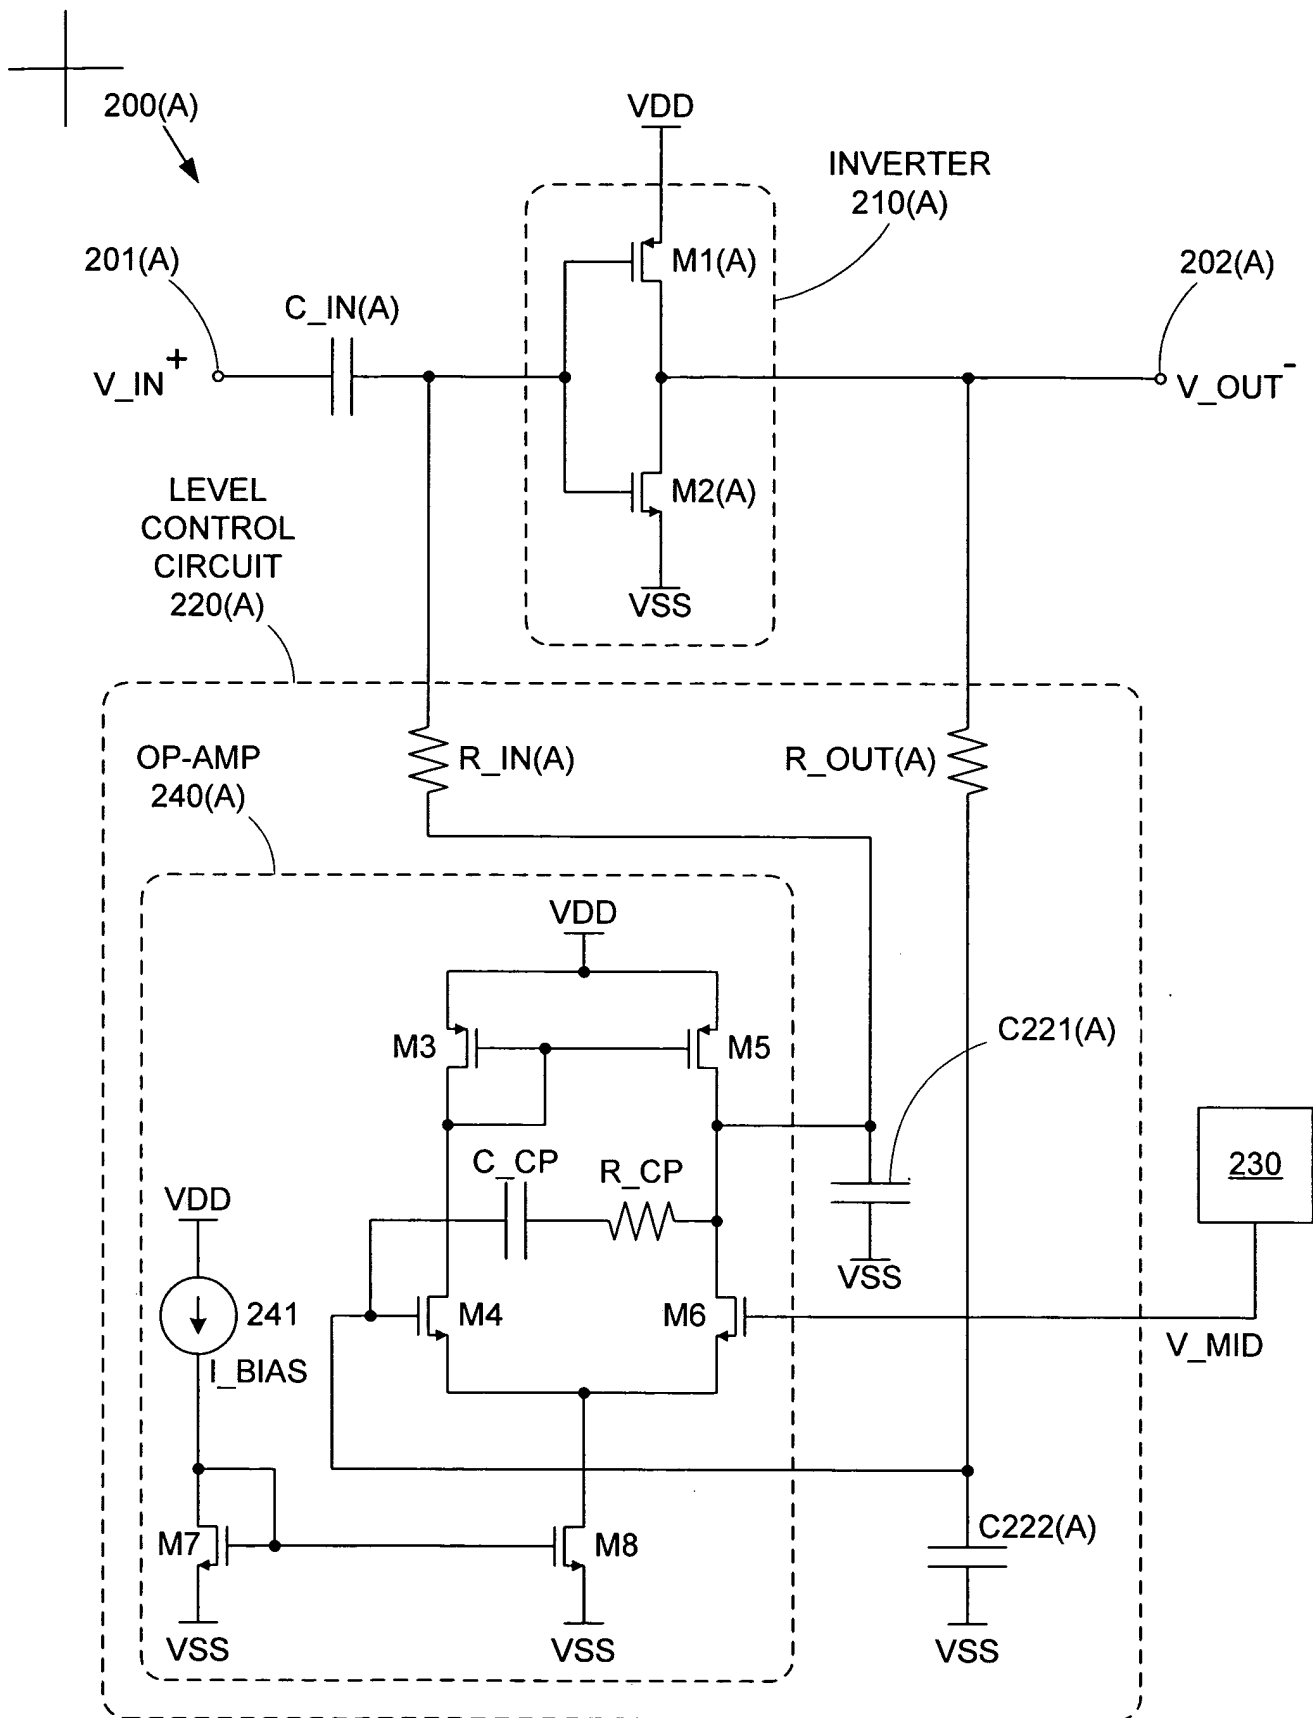 200(A)
VDD
INVERTER
210(A)
201(A)
C_IN(A)
M1(A)
202(A)
V_IN+
V_OUT-
M2(A)
LEVEL
CONTROL
CIRCUIT
220(A)
VSS
OP-AMP
240(A)
R_IN(A)
R_OUT(A)
VDD
M3
M5
C221(A)
C_CP
R_CP
230
VDD
VSS
241
M4
M6
I_BIAS
V_MID
M7
M8
C222(A)
VSS
VSS
VSS